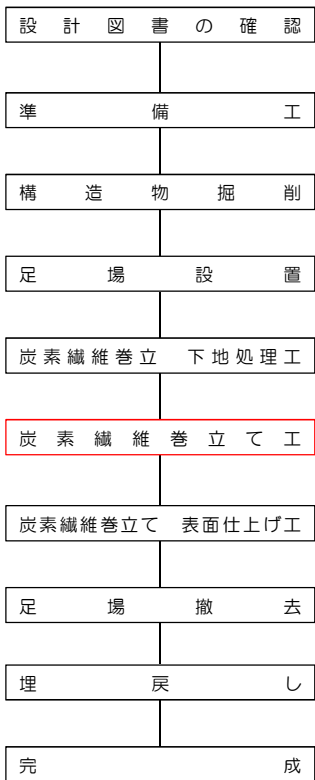 設計図書の確認
準備工
構造物掘削
足場設置
炭素繊維巻立　下地処理工
炭素繊維巻立て工
炭素繊維巻立て　表面仕上げ工
足場撤去
埋戻し
完成